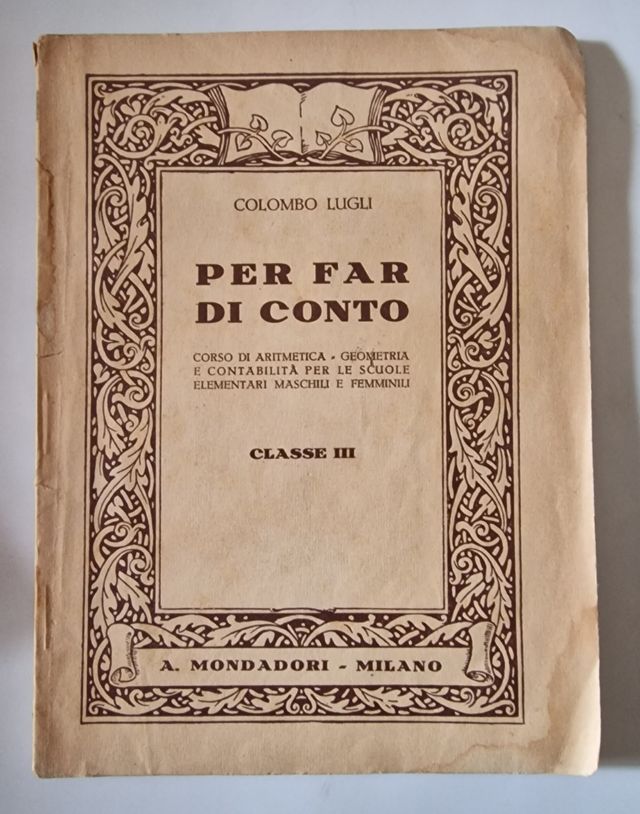 COLOMBO LUGLI
PER FAR
DI CONTO
CORSO DI ARITMETICA - GEOMETRIA
E CONTABILITÀ PER LE SCUOLE
ELEMENTARI MASCHILI E FEMMINILI
CLASSE III
A. MONDADORI - MILANO